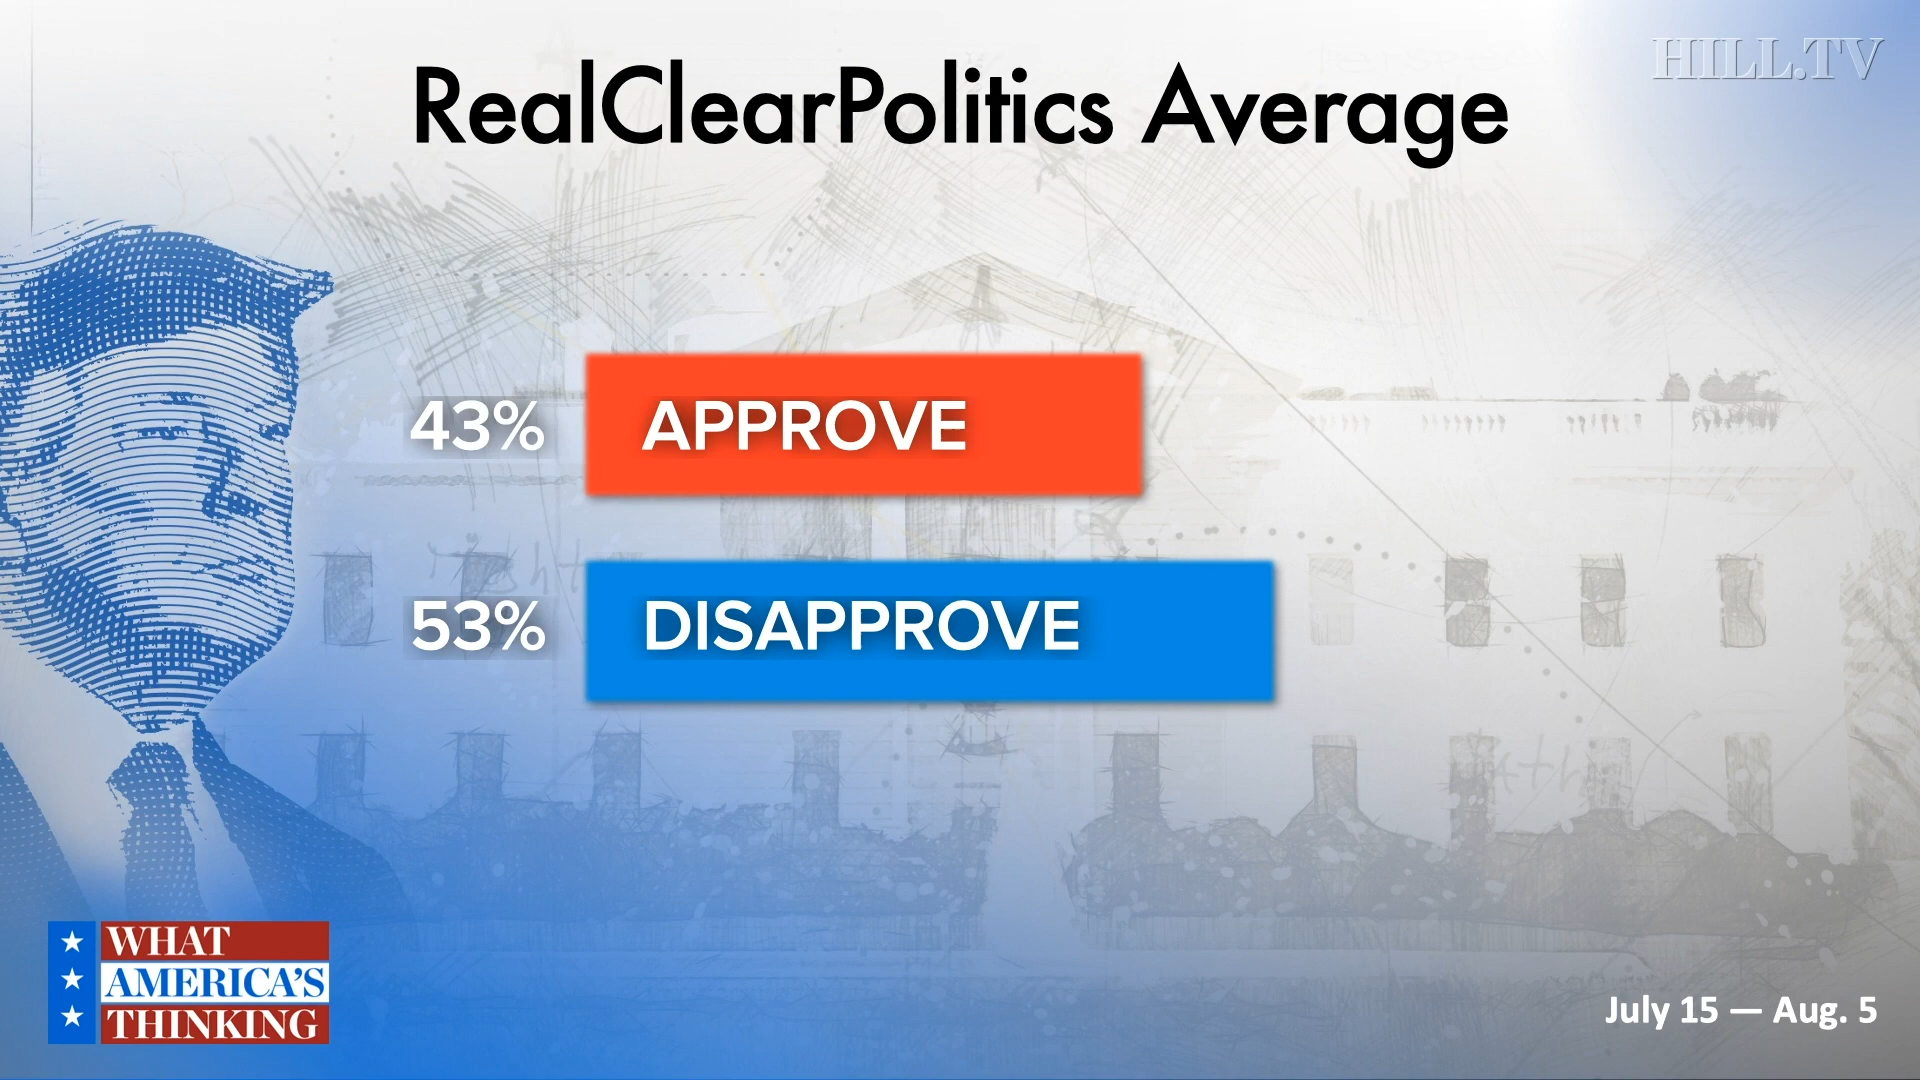 HILL.TV
RealClearPolitics Average
43% APPROVE
53% DISAPPROVE
WHAT
AMERICA'S
THINKING
July 15 — Aug. 5